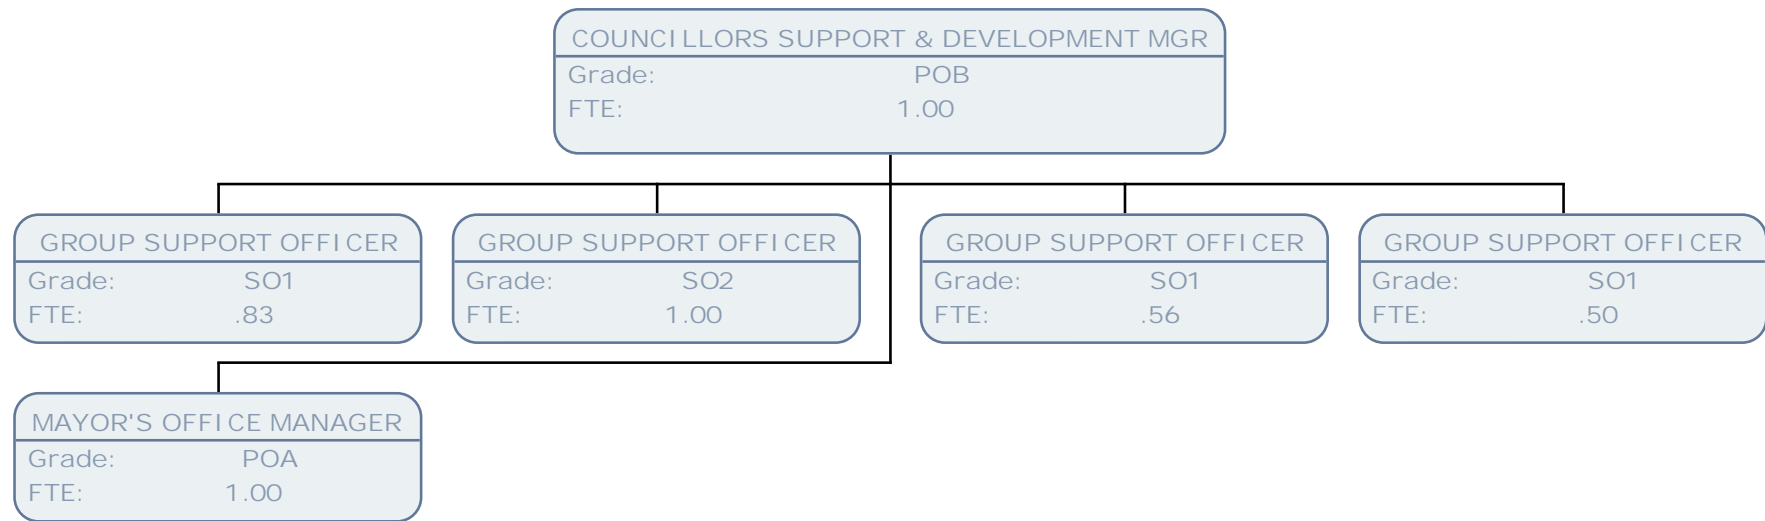 COUNCILLORS SUPPORT & DEVELOPMENT MGR
Grade: POB
FTE: 1.00
GROUP SUPPORT OFFICER
Grade: SO1
FTE: .83
GROUP SUPPORT OFFICER
Grade: SO2
FTE: 1.00
GROUP SUPPORT OFFICER
Grade: SO1
FTE: .56
GROUP SUPPORT OFFICER
Grade: SO1
FTE: .50
MAYOR'S OFFICE MANAGER
Grade: POA
FTE: 1.00